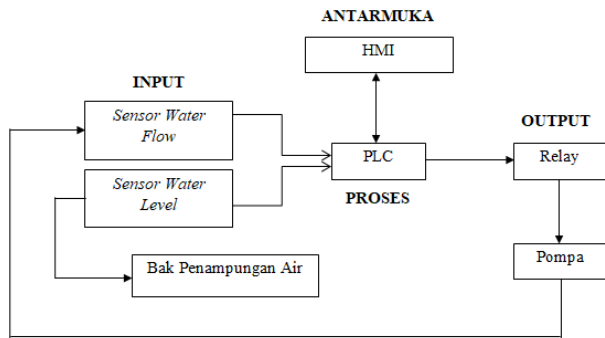 ANTARMUKA
HMI
INPUT
Sensor Water
Flow
OUTPUT
PLC
Relay
PROSES
Sensor Water
Level
Bak Penampungan Air
Pompa